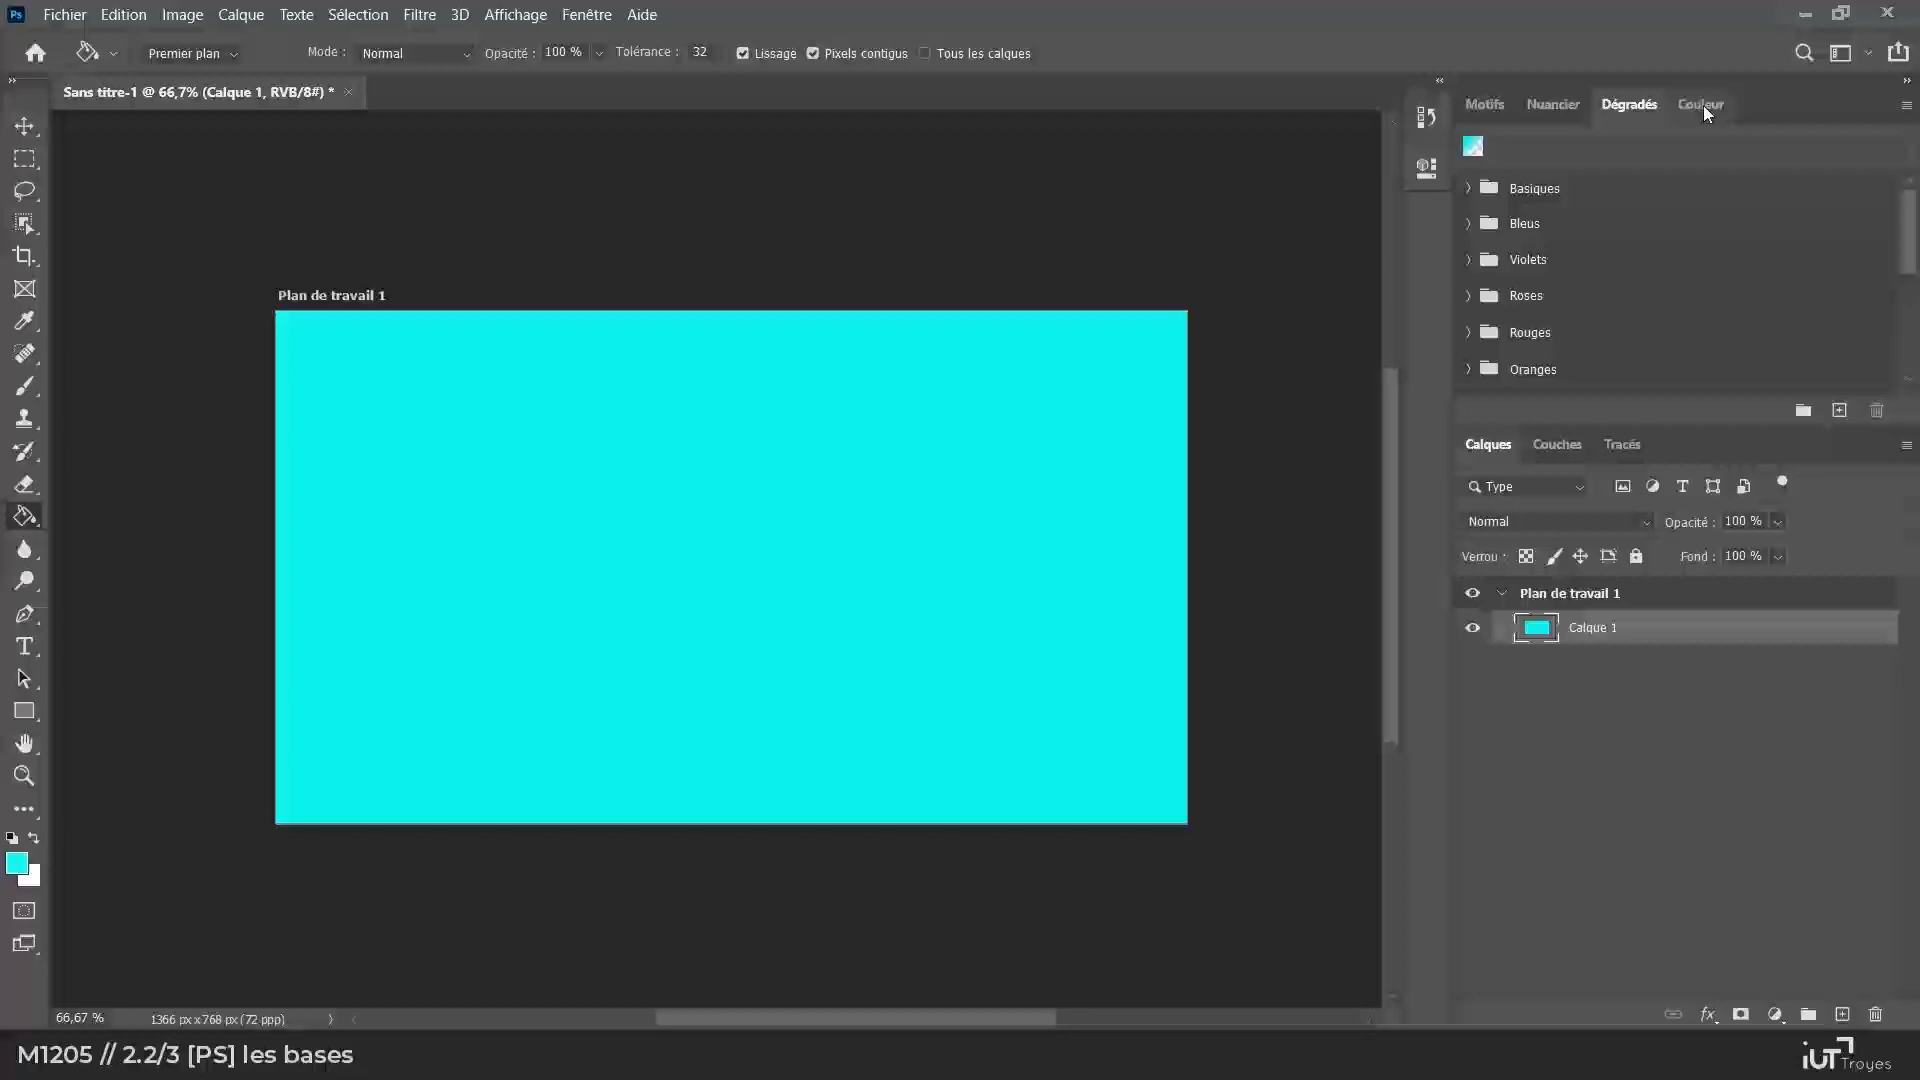 Ps Fichier Edition Image Calque Texte Sélection Filtre 3D Affichage Fenêtre Aide
Premier plan Mode : Normal Opacité : 100 % Tolérance : 32 Lissage Pixels contigus Tous les calques
Sans titre-1 @ 66,7% (Calque 1, RVB/8#) *
Motifs Nuancier Dégradés Couleur
Basiques
Bleus
Violets
Roses
Rouges
Oranges
Plan de travail 1
Calques Couches Tracés
Type
Normal Opacité : 100 %
Verrou : Fond : 100 %
Plan de travail 1
Calque 1
66,67 % 1366 px x 768 px (72 ppp)
fx
M1205 // 2.2/3 [PS] les bases
iUT Troyes